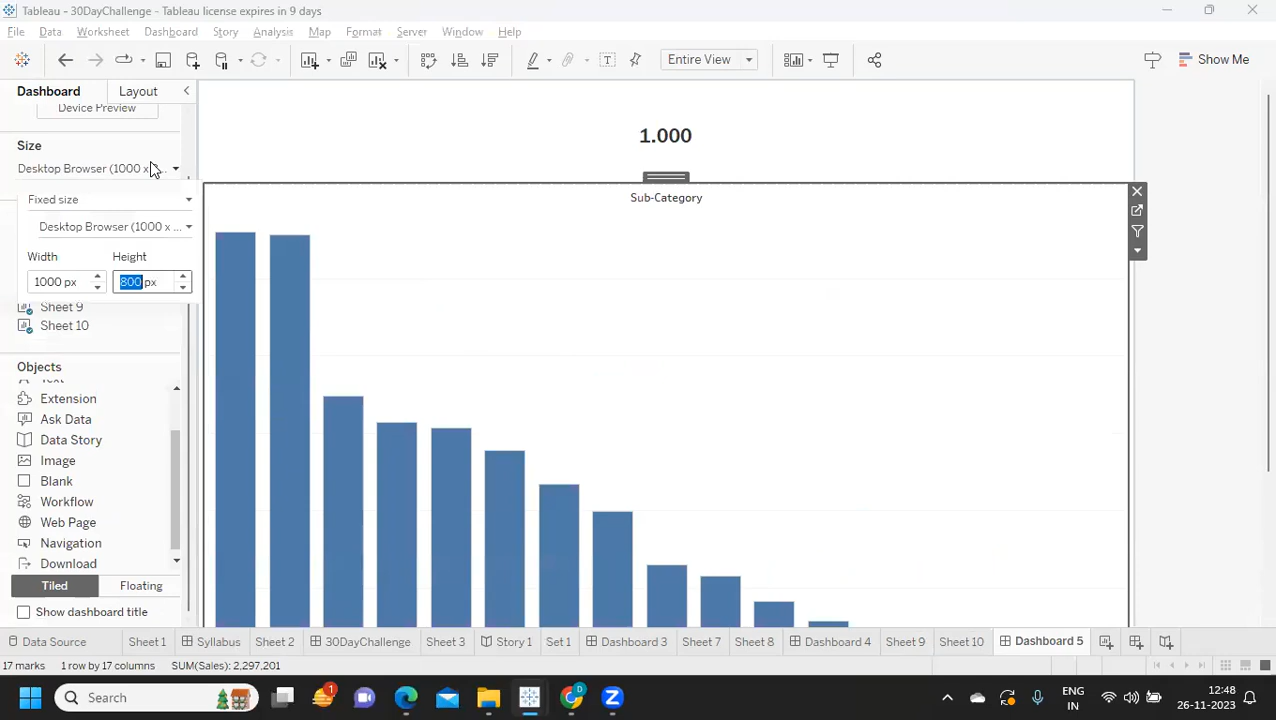 Tableau - 30DayChallenge - Tableau license expires in 9 days
File Data Worksheet Dashboard Story Analysis Map Format Server Window Help
Entire View Show Me
Dashboard Layout
Device Preview
Size
Desktop Browser (1000 x
Fixed size
Desktop Browser (1000 x ...
Width Height
1000 px 800 px
Sheet 9
Sheet 10
Objects
Text
Extension
Ask Data
Data Story
Image
Blank
Workflow
Web Page
Navigation
Download
Tiled Floating
Show dashboard title
1.000
Sub-Category
Data Source Sheet 1 Syllabus Sheet 2 30DayChallenge Sheet 3 Story 1 Set 1 Dashboard 3 Sheet 7 Sheet 8 Dashboard 4 Sheet 9 Sheet 10 Dashboard 5
17 marks 1 row by 17 columns SUM(Sales): 2,297,201
Search
1
D
ENG
IN
12:48
26-11-2023